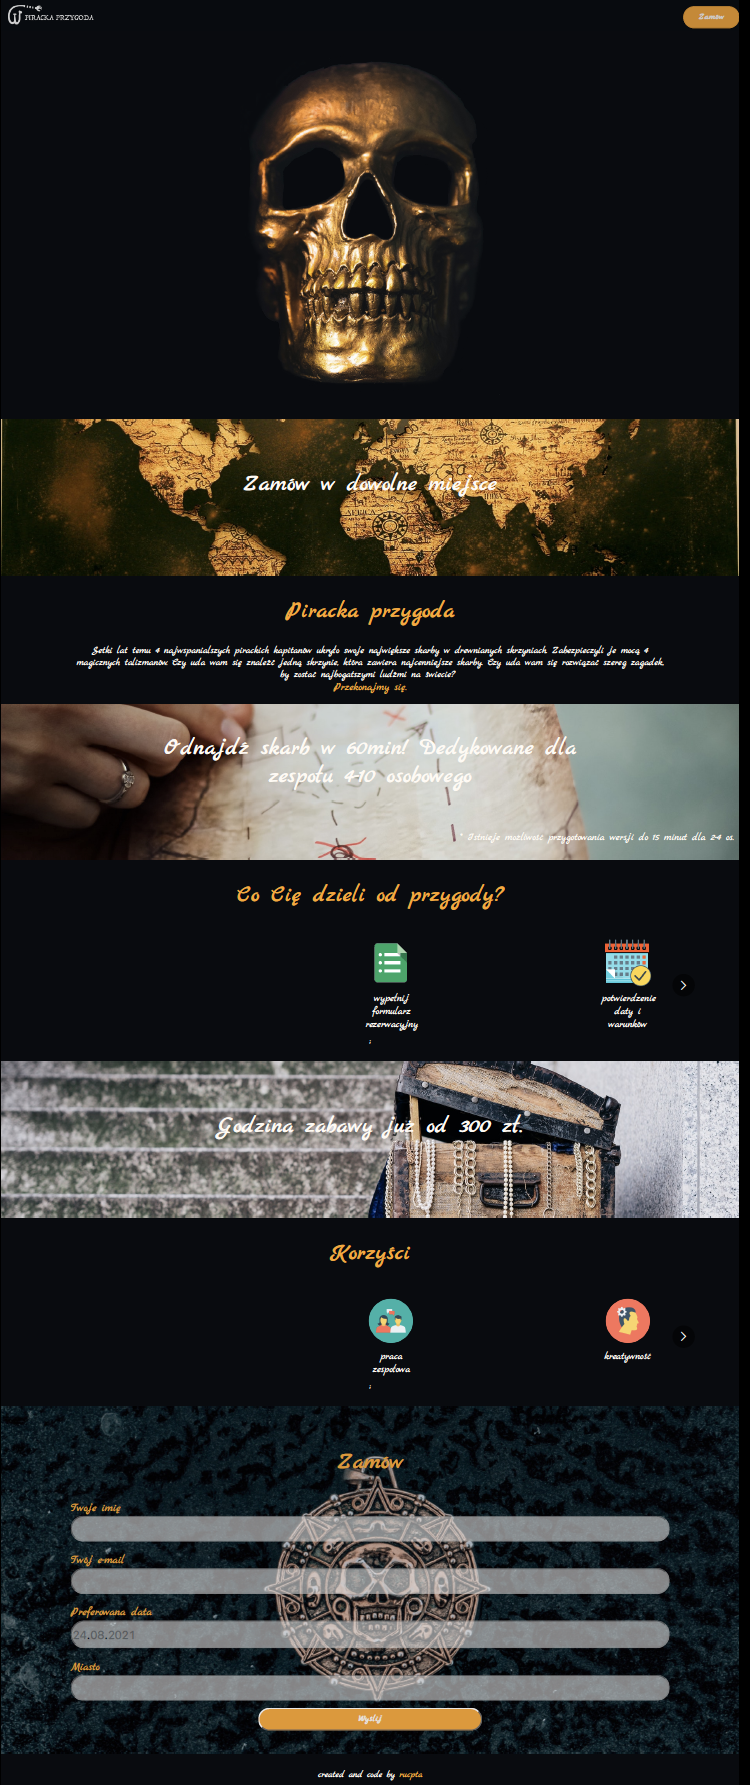 PIRACKA PRZYGODA
Zamów
Zamów w dowolne miejsce
Piracka przygoda
Setki lat temu 4 najwspanialszych pirackich kapitanów ukryło swoje największe skarby w drewnianych skrzyniach. Zabezpieczyli je mocą 4
magicznych talizmanów. Czy uda wam się znaleźć jedną skrzynie, która zawiera najcenniejsze skarby. Czy uda wam się rozwiązać szereg zagadek,
by zostać najbogatszymi ludźmi na świecie?
Przekonajmy się.
Odnajdź skarb w 60min! Dedykowane dla
zespołu 4-10 osobowego
* Istnieje możliwość przygotowania wersji do 15 minut dla 2-4 os.
Co Cię dzieli od przygody?
wypełnij
formularz
rezerwacyjny
potwierdzenie
daty i
warunków
Godzina zabawy już od 300 zł.
Korzyści
praca
zespołowa
kreatywność
Zamów
Twoje imię
Twój e-mail
Preferowana data
24.08.2021
Miasto
Wyślij
created and code by rucpta